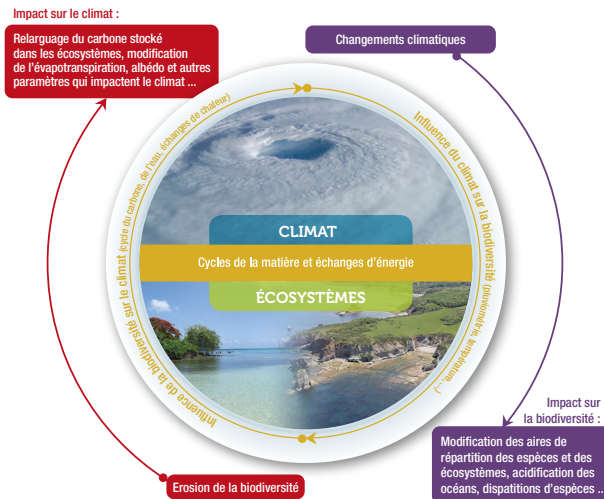 Impact sur le climat :
Relarguage du carbone stocké
dans les écosystèmes, modification
de l'évapotranspiration, albédo et autres
paramètres qui impactent le climat ...
Changements climatiques
Influence du climat sur la biodiversité (pluviométrie, température, ...)
Influence de la biodiversité sur le climat (cycle du carbone, de l'eau, échanges de chaleur)
CLIMAT
Cycles de la matière et échanges d'énergie
ÉCOSYSTÈMES
Impact sur
la biodiversité :
Modification des aires de
répartition des espèces et des
écosystèmes, acidification des
océans, dispatitions d'espèces ...
Erosion de la biodiversité